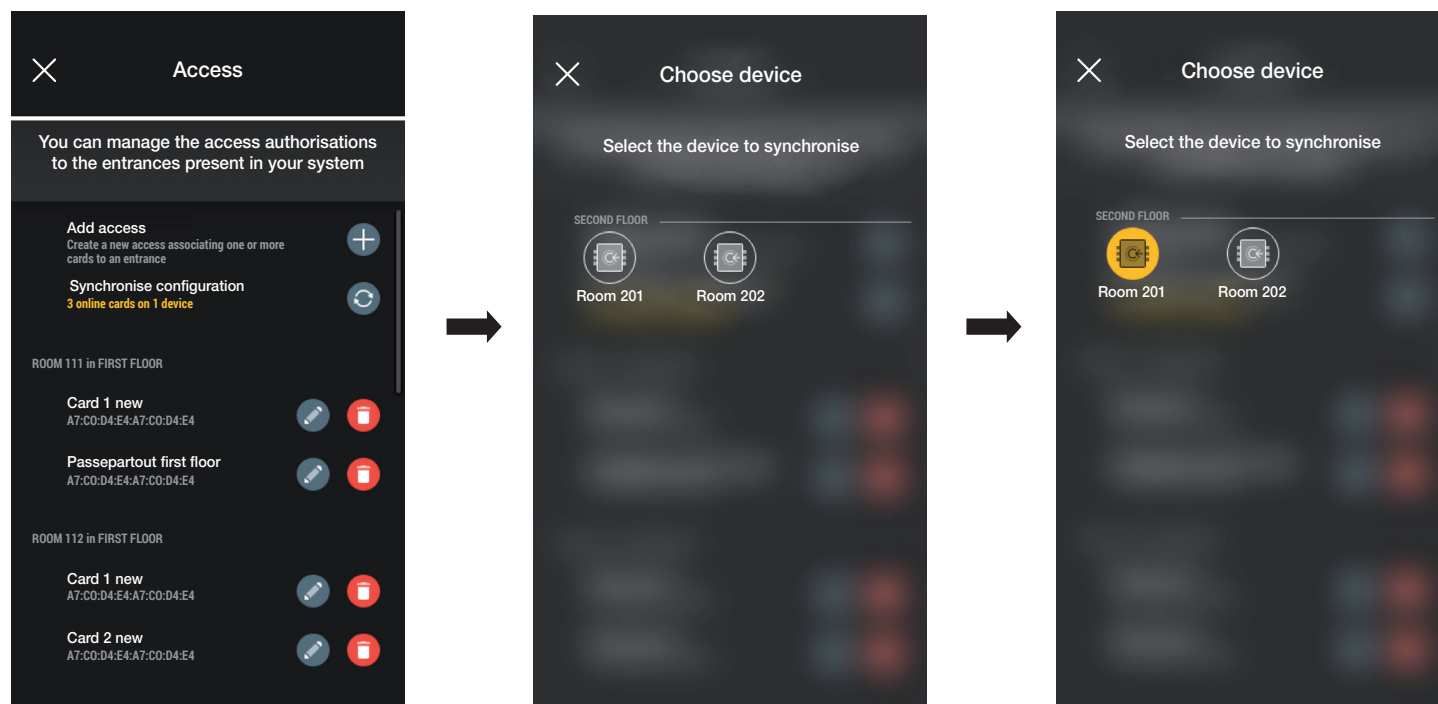 Access
You can manage the access authorisations
to the entrances present in your system
Add access
Create a new access associating one or more
cards to an entrance
Synchronise configuration
3 online cards on 1 device
ROOM 111 in FIRST FLOOR
Card 1 new
A7:C0:D4:E4:A7:C0:D4:E4
Passepartout first floor
A7:C0:D4:E4:A7:C0:D4:E4
ROOM 112 in FIRST FLOOR
Card 1 new
A7:C0:D4:E4:A7:C0:D4:E4
Card 2 new
A7:C0:D4:E4:A7:C0:D4:E4
Choose device
Select the device to synchronise
SECOND FLOOR
Room 201
Room 202
Choose device
Select the device to synchronise
SECOND FLOOR
Room 201
Room 202